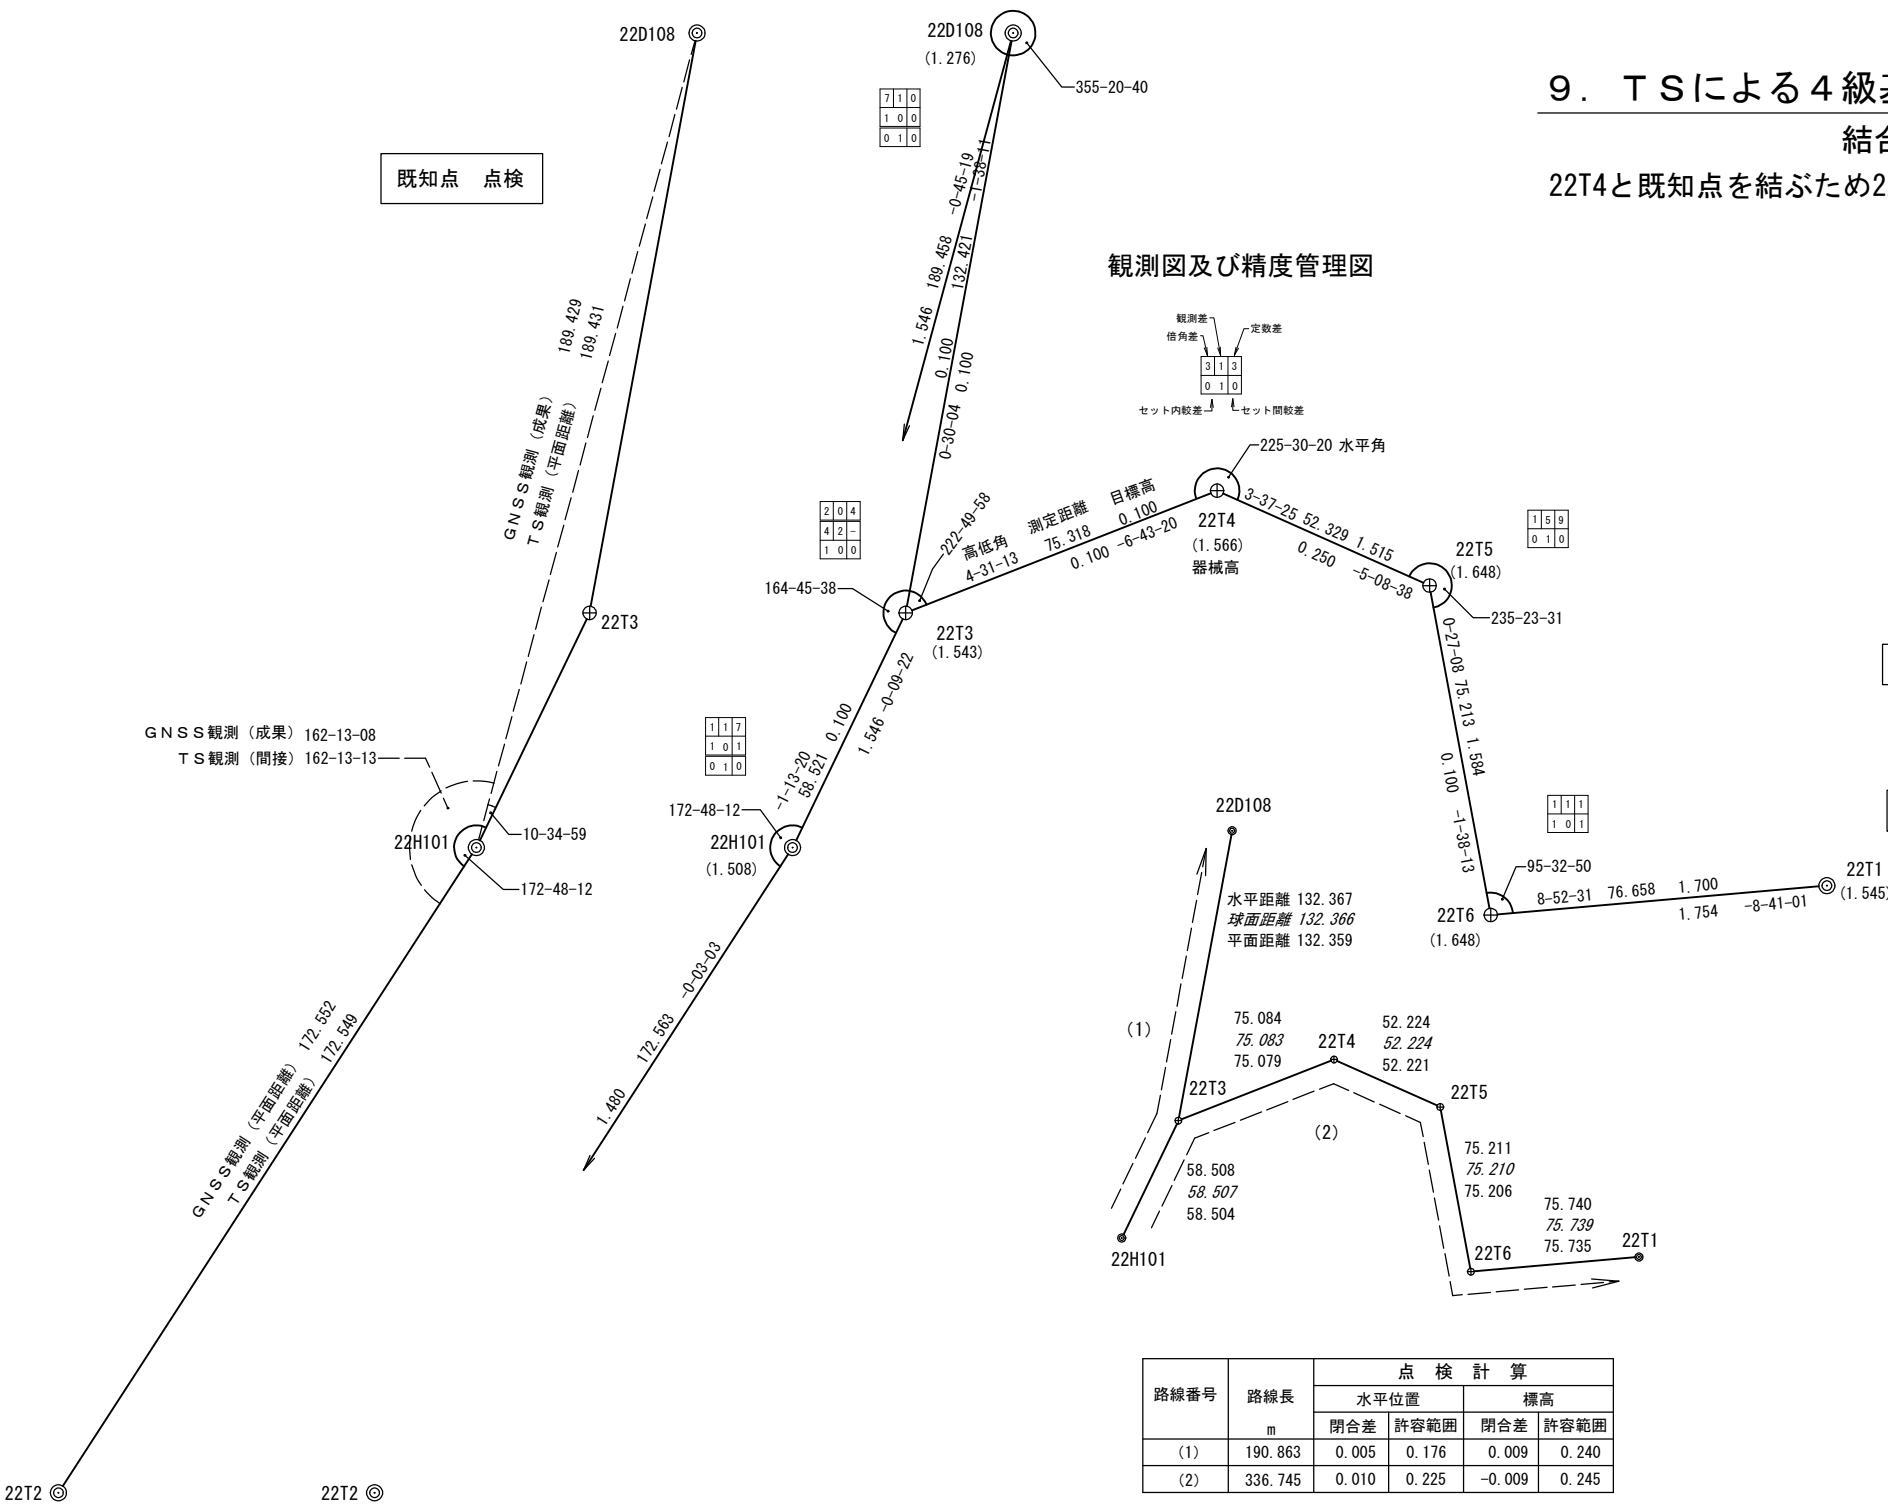 22D108
22D108
(1.276)
355-20-40
9. TSによる4級
結合
22T4と既知点を結ぶため2
既知点 点検
7 1 0
1 0 0
0 1 0
-0-45-19
-1-38-11
1.546 189.458
132.421
0.100
0-30-04 0.100
観測図及び精度管理図
観測差
倍角差
定数差
3 1 3
0 1 0
セット内較差
セット間較差
189.429
189.431
GNSS観測(成果)
TS観測(平面距離)
225-30-20 水平角
2 0 4
4 2 -
1 0 0
222-49-58
164-45-38
高低角 測定距離 目標高
4-31-13 75.318 0.100
0.100 -6-43-20
22T4
(1.566)
器械高
3-37-25 52.329 1.515
0.250 -5-08-38
22T5
(1.648)
1 5 9
0 1 0
235-23-31
22T3
22T3
(1.543)
GNSS観測(成果) 162-13-08
TS観測(間接) 162-13-13
1 1 7
1 0 1
0 1 0
-1-13-20
58.521 0.100
1.546 -0-09-22
0-27-08 75.213 1.584
0.100 -1-38-13
172-48-12
22H101
10-34-59
172-48-12
22H101
(1.508)
1 1 1
1 0 1
95-32-50
8-52-31 76.658 1.700
1.754 -8-41-01
22T1
(1.545)
22T6
(1.648)
22D108
水平距離 132.367
球面距離 132.366
平面距離 132.359
172.563 -0-03-03
1.480
GNSS観測(平面距離) 172.552
TS観測(平面距離) 172.549
(1)
75.084
75.083
75.079
22T4
52.224
52.224
52.221
22T3
22T5
(2)
58.508
58.507
58.504
75.211
75.210
75.206
75.740
75.739
75.735
22H101
22T6
22T1
路線番号 路線長 m 点検計算
水平位置 標高
閉合差 許容範囲 閉合差 許容範囲
(1) 190.863 0.005 0.176 0.009 0.240
(2) 336.745 0.010 0.225 -0.009 0.245
22T2
22T2